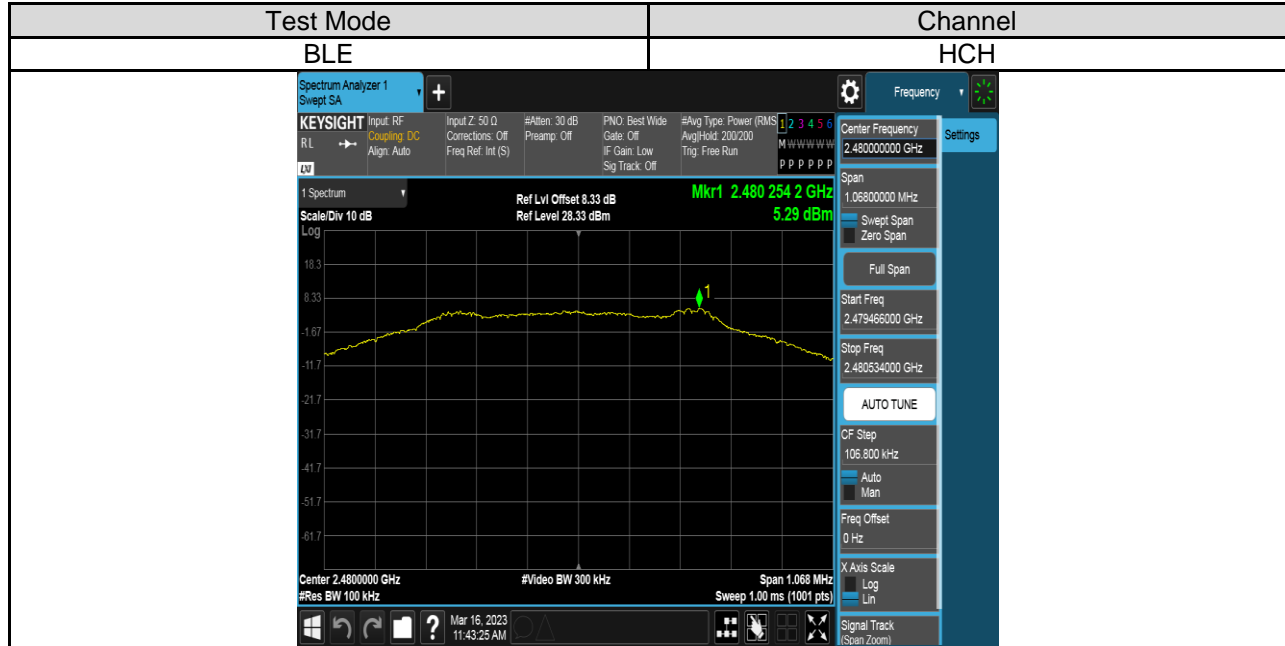 Test Mode Channel
BLE HCH
Spectrum Analyzer 1
Swept SA
+
Frequency
KEYSIGHT
RL
LXI
Input: RF
Coupling: DC
Align: Auto
Input Z: 50 Ω
Corrections: Off
Freq Ref: Int (S)
#Atten: 30 dB
Preamp: Off
PNO: Best Wide
Gate: Off
IF Gain: Low
Sig Track: Off
#Avg Type: Power (RMS
Avg|Hold: 200/200
Trig: Free Run
1 2 3 4 5 6
M W W W W W
P P P P P P
1 Spectrum
Scale/Div 10 dB
Log
Ref Lvl Offset 8.33 dB
Ref Level 28.33 dBm
Mkr1 2.480 254 2 GHz
5.29 dBm
18.3
8.33
-1.67
-11.7
-21.7
-31.7
-41.7
-51.7
-61.7
1
Center 2.4800000 GHz
#Res BW 100 kHz
#Video BW 300 kHz
Span 1.068 MHz
Sweep 1.00 ms (1001 pts)
?
Mar 16, 2023
11:43:25 AM
Center Frequency
2.480000000 GHz
Settings
Span
1.06800000 MHz
Swept Span
Zero Span
Full Span
Start Freq
2.479466000 GHz
Stop Freq
2.480534000 GHz
AUTO TUNE
CF Step
106.800 kHz
Auto
Man
Freq Offset
0 Hz
X Axis Scale
Log
Lin
Signal Track
(Span Zoom)